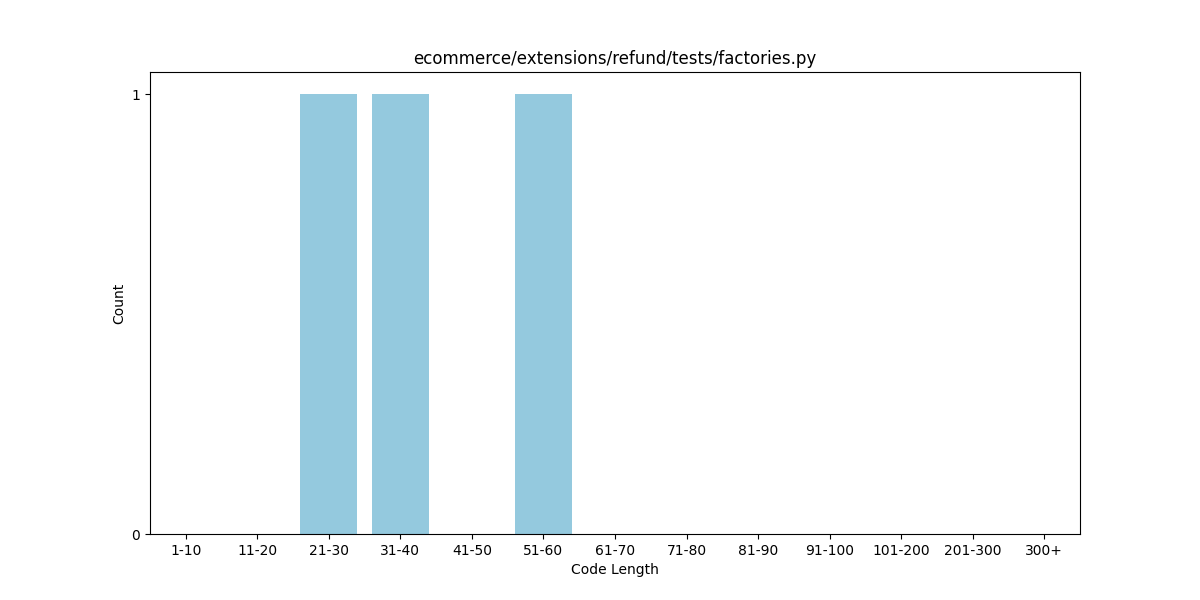 ecommerce/extensions/refund/tests/factories.py
1
Count
0
1-10 11-20 21-30 31-40 41-50 51-60 61-70 71-80 81-90 91-100 101-200 201-300 300+
Code Length